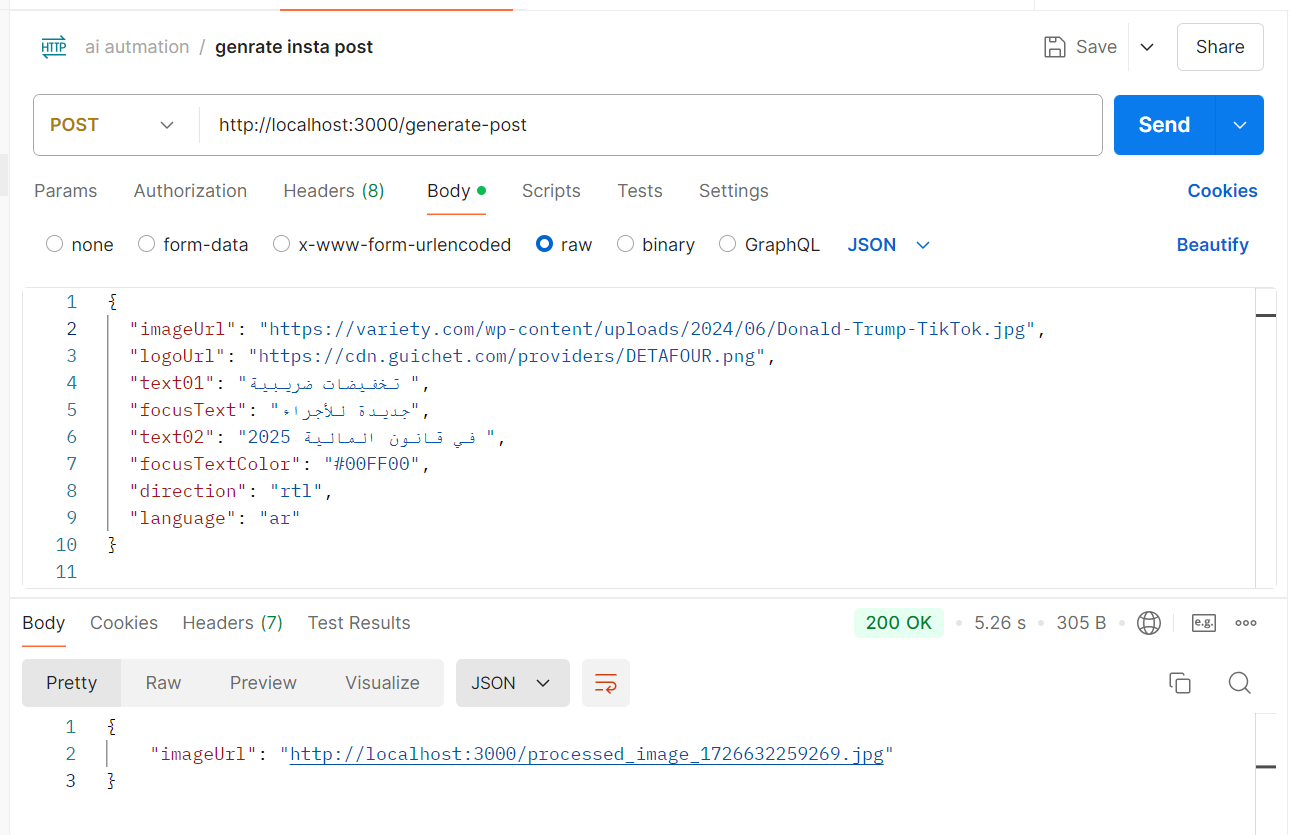 HTTP ai autmation / genrate insta post Save Share
POST http://localhost:3000/generate-post Send
Params Authorization Headers (8) Body Scripts Tests Settings Cookies
none form-data x-www-form-urlencoded raw binary GraphQL JSON Beautify
1 {
2 "imageUrl": "https://variety.com/wp-content/uploads/2024/06/Donald-Trump-TikTok.jpg",
3 "logoUrl": "https://cdn.guichet.com/providers/DETAFOUR.png",
4 "text01": "تخفيضات ضريبية ",
5 "focusText": "جديدة للأجراء",
6 "text02": "في قانون المالية 2025 ",
7 "focusTextColor": "#00FF00",
8 "direction": "rtl",
9 "language": "ar"
10 }
11
Body Cookies Headers (7) Test Results 200 OK 5.26 s 305 B e.g.
Pretty Raw Preview Visualize JSON
1 {
2 "imageUrl": "http://localhost:3000/processed_image_1726632259269.jpg"
3 }